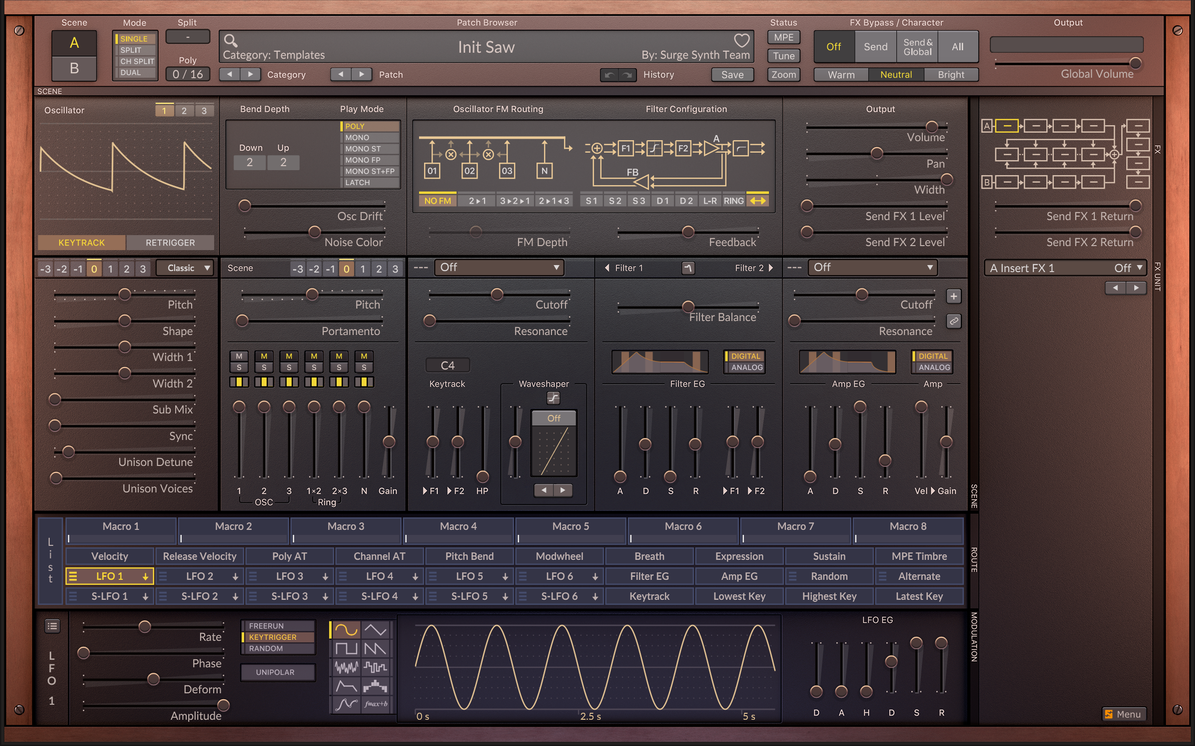 Scene Mode Split Patch Browser Status FX Bypass / Character Output
A SINGLE - MPE
SPLIT Init Saw Off Send Send & Global All
B CH SPLIT Poly Category: Templates By: Surge Synth Team Tune
DUAL 0 / 16 Category Patch History Save Zoom Warm Neutral Bright Global Volume
SCENE
Oscillator 1 2 3 Bend Depth Play Mode Oscillator FM Routing Filter Configuration Output
POLY
MONO Volume
Down Up MONO ST A
2 2 MONO FP F1 F2 Pan
MONO ST+FP 01 02 03 N FB
LATCH Width
NO FM 2▸1 3▸2▸1 2▸1◂3 S1 S2 S3 D1 D2 L-R RING
Osc Drift Send FX 1 Level
KEYTRACK RETRIGGER Noise Color FM Depth Feedback Send FX 2 Level
A
B
FX
Send FX 1 Return
Send FX 2 Return
-3 -2 -1 0 1 2 3 Classic ▼ Scene -3 -2 -1 0 1 2 3 --- Off ▼ ◀ Filter 1 Filter 2 ▶ --- Off ▼ A Insert FX 1 Off ▼
FX UNIT
Pitch Pitch Cutoff Cutoff +
Shape Portamento Resonance Filter Balance Resonance
Width 1
Width 2
Sub Mix
Sync
Unison Detune
Unison Voices
M M M M M M
S S S S S S
1 2 3 1×2 2×3 N Gain
OSC Ring
C4
Keytrack Waveshaper
Off
▶F1 ▶F2 HP
DIGITAL
ANALOG
Filter EG
A D S R ▶F1 ▶F2
DIGITAL
ANALOG
Amp EG Amp
A D S R Vel ▶ Gain
SCENE
List
Macro 1 Macro 2 Macro 3 Macro 4 Macro 5 Macro 6 Macro 7 Macro 8
Velocity Release Velocity Poly AT Channel AT Pitch Bend Modwheel Breath Expression Sustain MPE Timbre
LFO 1 LFO 2 LFO 3 LFO 4 LFO 5 LFO 6 Filter EG Amp EG Random Alternate
S-LFO 1 S-LFO 2 S-LFO 3 S-LFO 4 S-LFO 5 S-LFO 6 Keytrack Lowest Key Highest Key Latest Key
ROUTE
LFO 1
Rate
Phase
Deform
Amplitude
FREERUN
KEYTRIGGER
RANDOM
UNIPOLAR
f=ax+b
0 s 2.5 s 5 s
LFO EG
D A H D S R
MODULATION
Menu